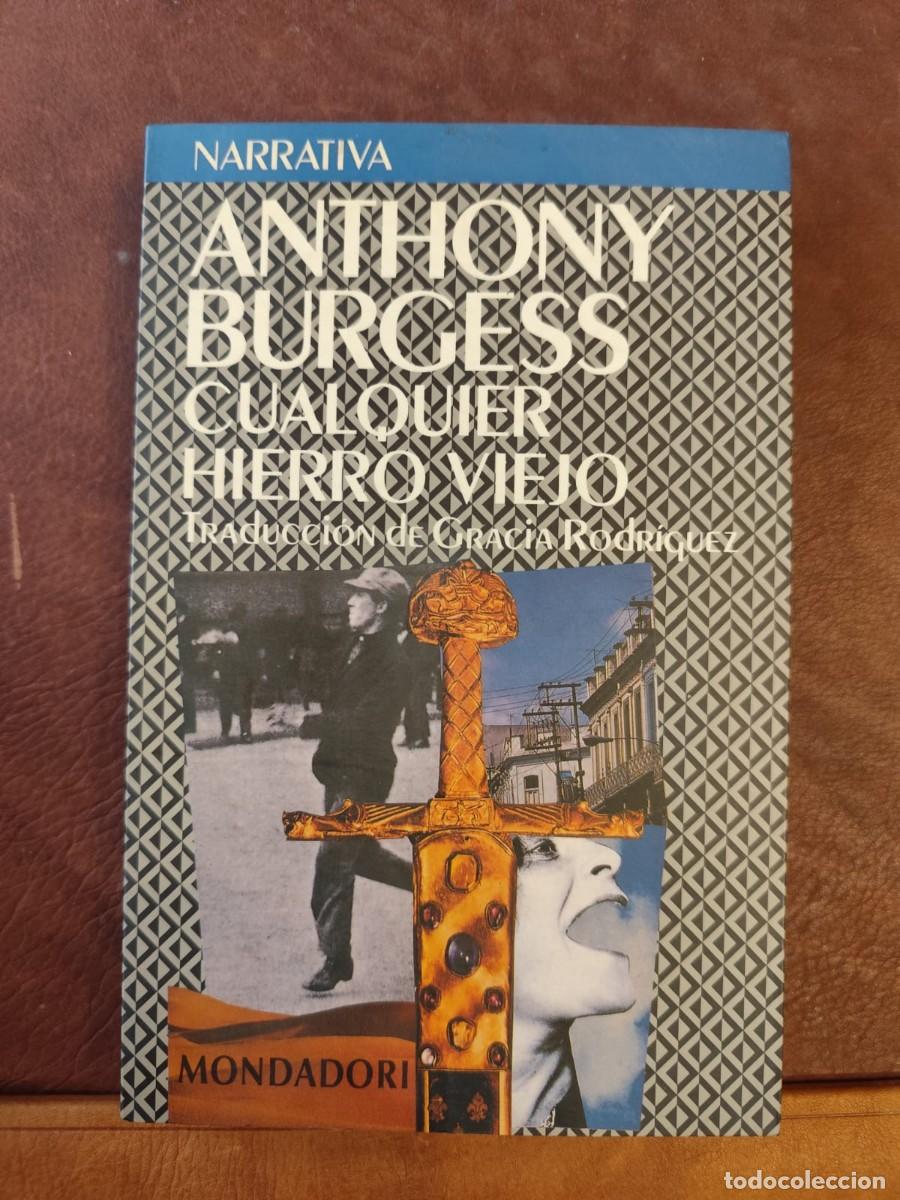 NARRATIVA
ANTHONY
BURGESS
CUALQUIER
HIERRO VIEJO
TRADUCCIÓN DE GRACIA RODRÍGUEZ
MONDADORI
todocoleccion